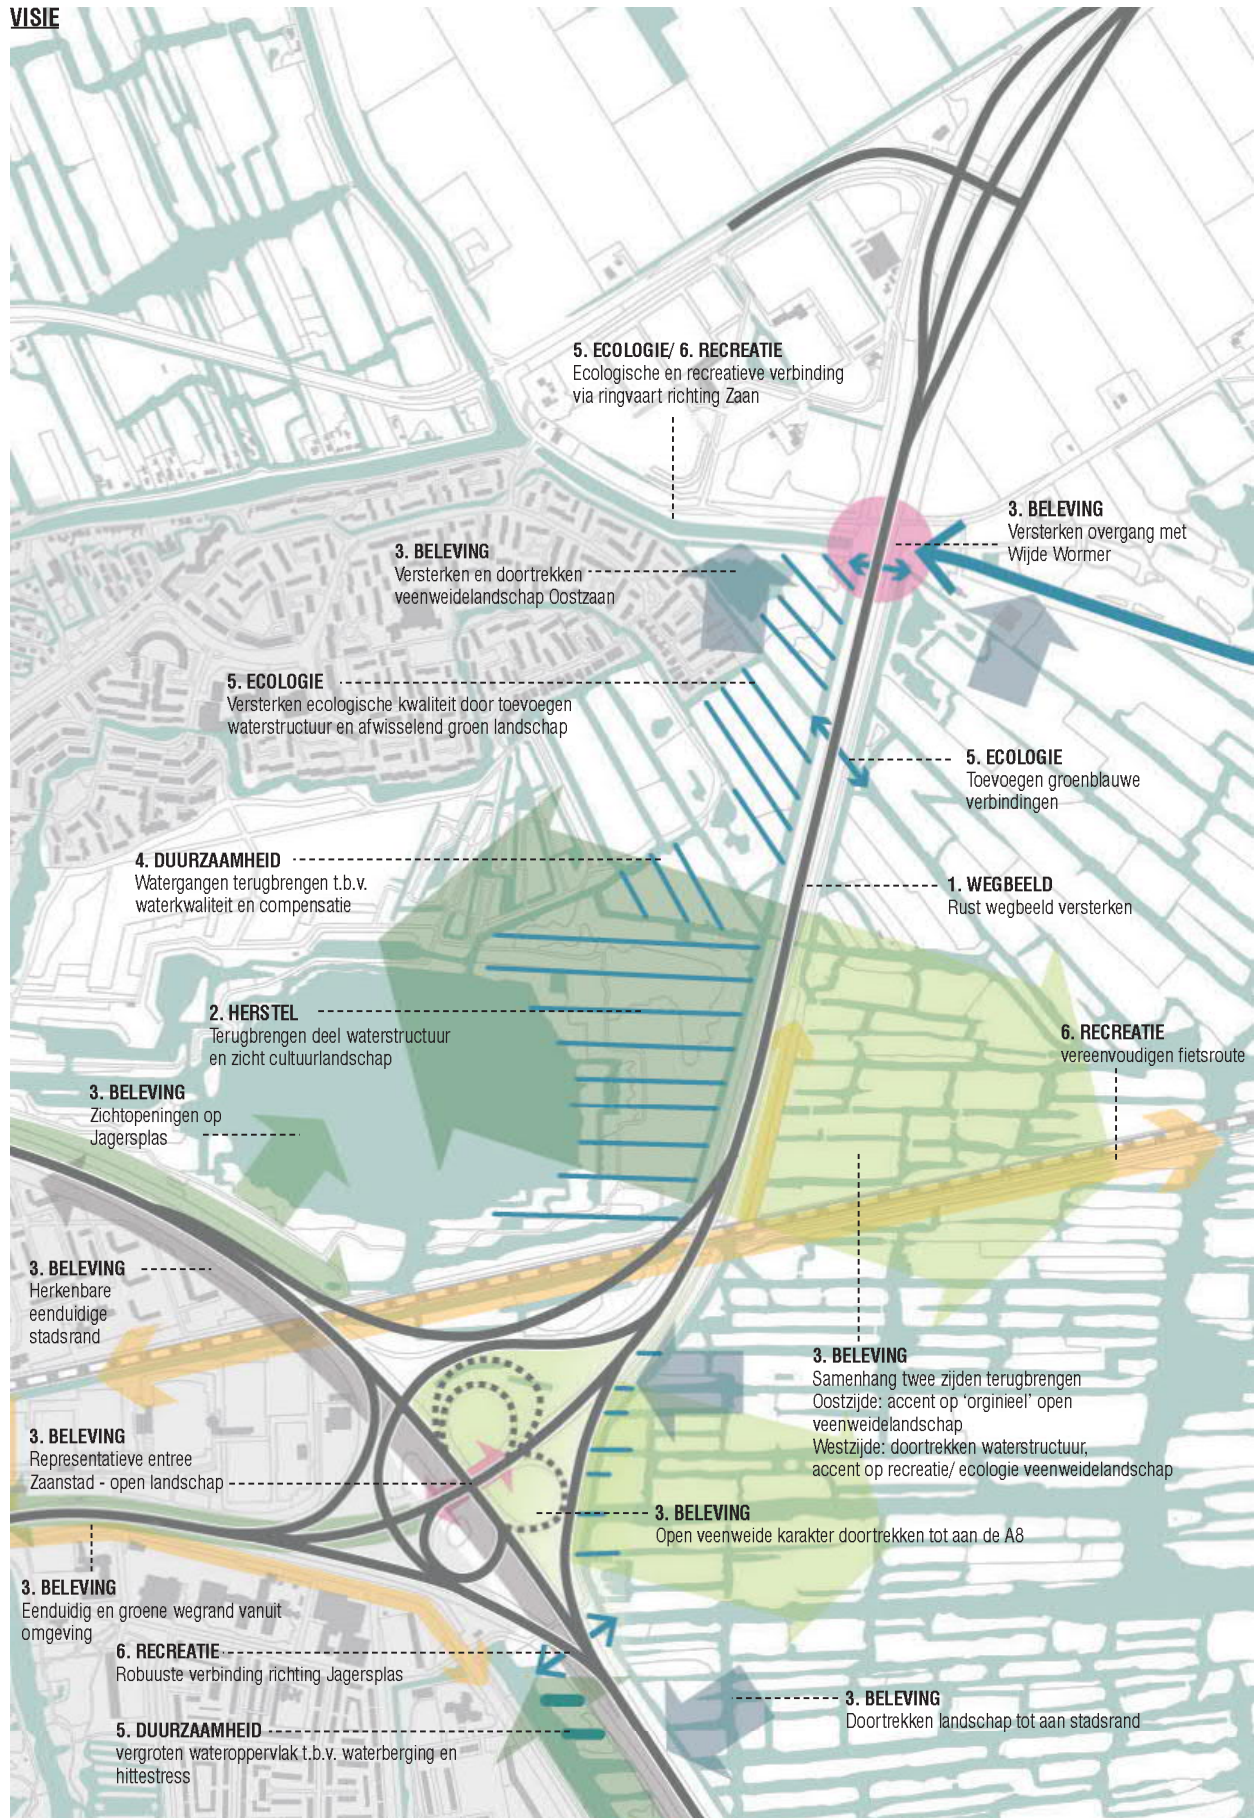 VISIE
5. ECOLOGIE/ 6. RECREATIE
Ecologische en recreatieve verbinding
via ringvaart richting Zaan
3. BELEVING
Versterken overgang met
Wijde Wormer
3. BELEVING
Versterken en doortrekken
veenweidelandschap Oostzaan
5. ECOLOGIE
Versterken ecologische kwaliteit door toevoegen
waterstructuur en afwisselend groen landschap
5. ECOLOGIE
Toevoegen groenblauwe
verbindingen
4. DUURZAAMHEID
Watergangen terugbrengen t.b.v.
waterkwaliteit en compensatie
1. WEGBEELD
Rust wegbeeld versterken
2. HERSTEL
Terugbrengen deel waterstructuur
en zicht cultuurlandschap
6. RECREATIE
vereenvoudigen fietsroute
3. BELEVING
Zichtopeningen op
Jagersplas
3. BELEVING
Herkenbare
eenduidige
stadsrand
3. BELEVING
Samenhang twee zijden terugbrengen
Oostzijde: accent op ‘orginieel’ open
veenweidelandschap
Westzijde: doortrekken waterstructuur,
accent op recreatie/ ecologie veenweidelandschap
3. BELEVING
Representatieve entree
Zaanstad - open landschap
3. BELEVING
Open veenweide karakter doortrekken tot aan de A8
3. BELEVING
Eenduidig en groene wegrand vanuit
omgeving
6. RECREATIE
Robuuste verbinding richting Jagersplas
3. BELEVING
Doortrekken landschap tot aan stadsrand
5. DUURZAAMHEID
vergroten wateroppervlak t.b.v. waterberging en
hittestress